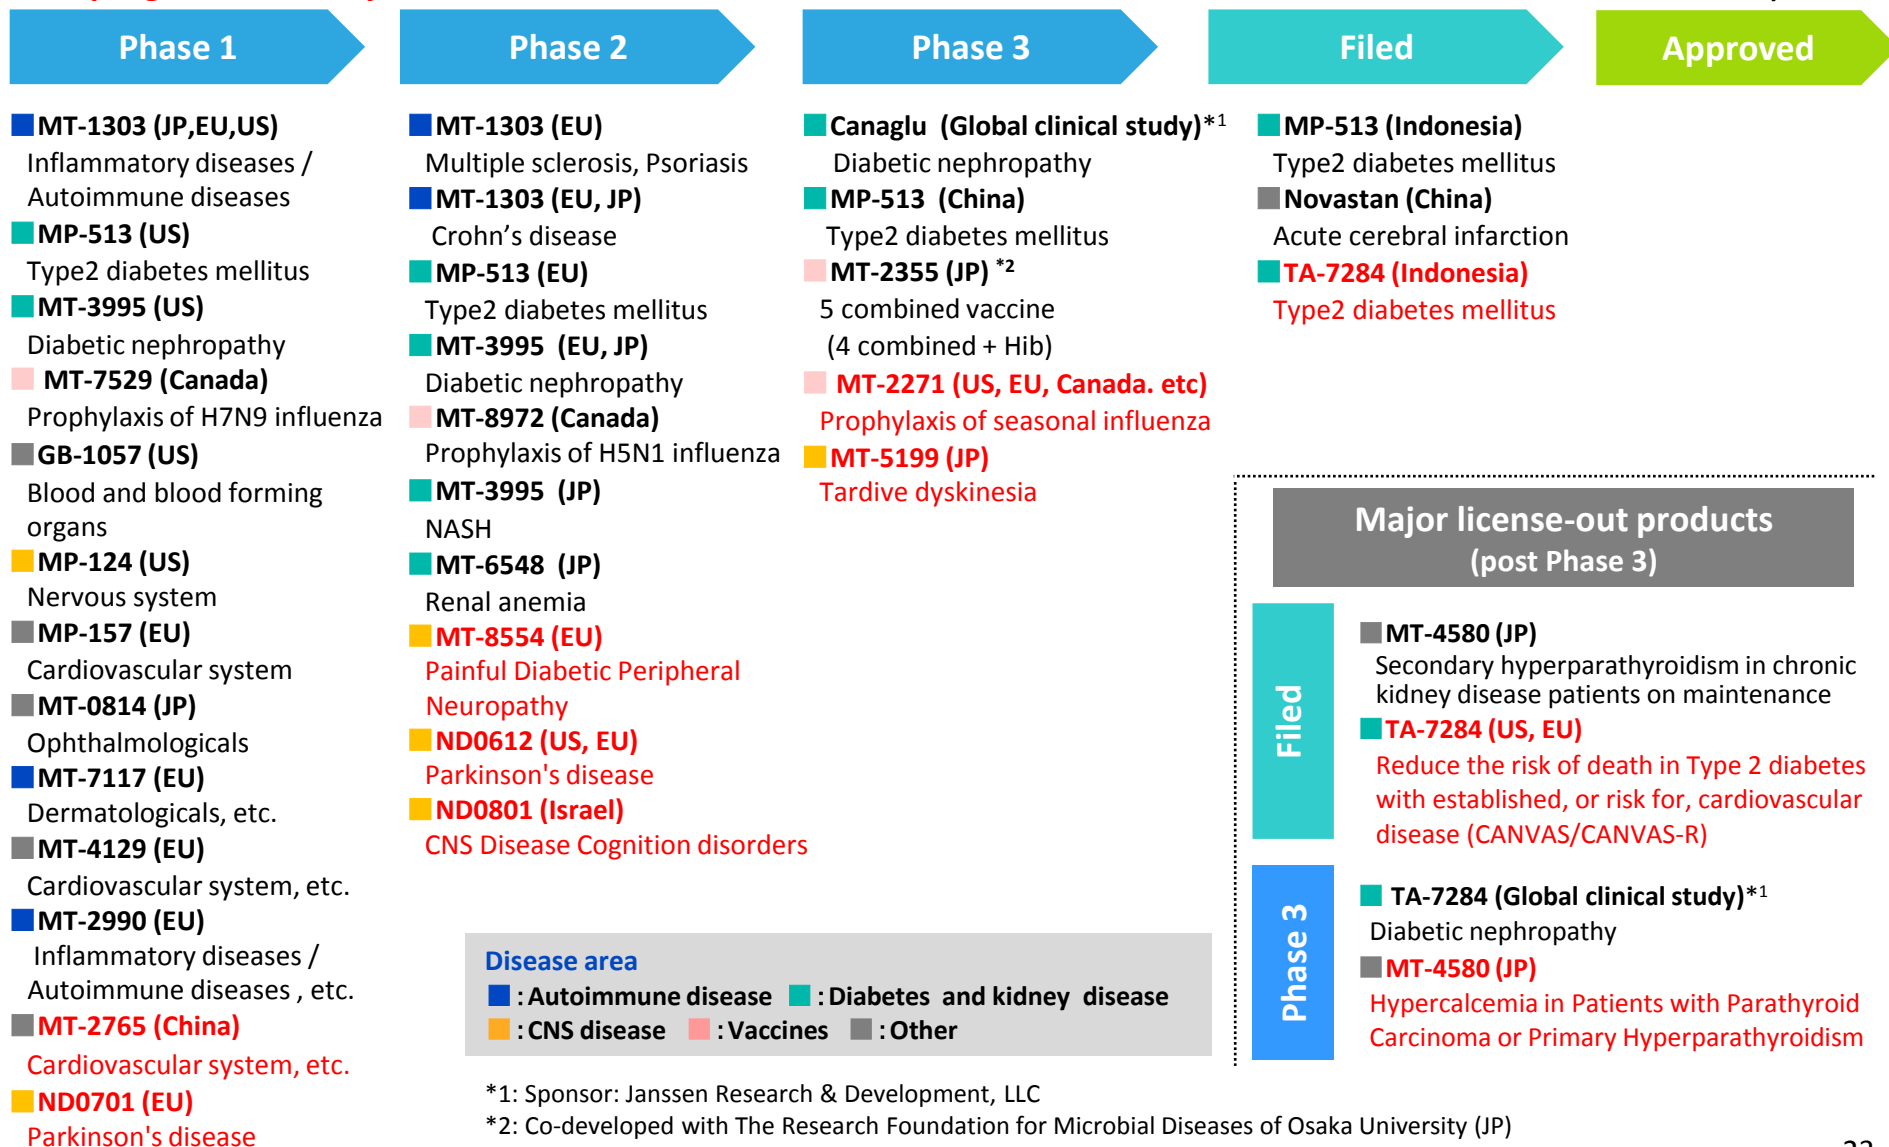 Phase 1
Phase 2
Phase 3
Filed
Approved
MT-1303 (JP,EU,US)
Inflammatory diseases /
Autoimmune diseases
MP-513 (US)
Type2 diabetes mellitus
MT-3995 (US)
Diabetic nephropathy
MT-7529 (Canada)
Prophylaxis of H7N9 influenza
GB-1057 (US)
Blood and blood forming
organs
MP-124 (US)
Nervous system
MP-157 (EU)
Cardiovascular system
MT-0814 (JP)
Ophthalmologicals
MT-7117 (EU)
Dermatologicals, etc.
MT-4129 (EU)
Cardiovascular system, etc.
MT-2990 (EU)
Inflammatory diseases /
Autoimmune diseases , etc.
MT-2765 (China)
Cardiovascular system, etc.
ND0701 (EU)
Parkinson's disease
MT-1303 (EU)
Multiple sclerosis, Psoriasis
MT-1303 (EU, JP)
Crohn's disease
MP-513 (EU)
Type2 diabetes mellitus
MT-3995 (EU, JP)
Diabetic nephropathy
MT-8972 (Canada)
Prophylaxis of H5N1 influenza
MT-3995 (JP)
NASH
MT-6548 (JP)
Renal anemia
MT-8554 (EU)
Painful Diabetic Peripheral
Neuropathy
ND0612 (US, EU)
Parkinson's disease
ND0801 (Israel)
CNS Disease Cognition disorders
Canaglu (Global clinical study)*1
Diabetic nephropathy
MP-513 (China)
Type2 diabetes mellitus
MT-2355 (JP) *2
5 combined vaccine
(4 combined + Hib)
MT-2271 (US, EU, Canada. etc)
Prophylaxis of seasonal influenza
MT-5199 (JP)
Tardive dyskinesia
MP-513 (Indonesia)
Type2 diabetes mellitus
Novastan (China)
Acute cerebral infarction
TA-7284 (Indonesia)
Type2 diabetes mellitus
Major license-out products
(post Phase 3)
Filed
MT-4580 (JP)
Secondary hyperparathyroidism in chronic
kidney disease patients on maintenance
TA-7284 (US, EU)
Reduce the risk of death in Type 2 diabetes
with established, or risk for, cardiovascular
disease (CANVAS/CANVAS-R)
Phase 3
TA-7284 (Global clinical study)*1
Diabetic nephropathy
MT-4580 (JP)
Hypercalcemia in Patients with Parathyroid
Carcinoma or Primary Hyperparathyroidism
Disease area
: Autoimmune disease : Diabetes and kidney disease
: CNS disease : Vaccines : Other
*1: Sponsor: Janssen Research & Development, LLC
*2: Co-developed with The Research Foundation for Microbial Diseases of Osaka University (JP)